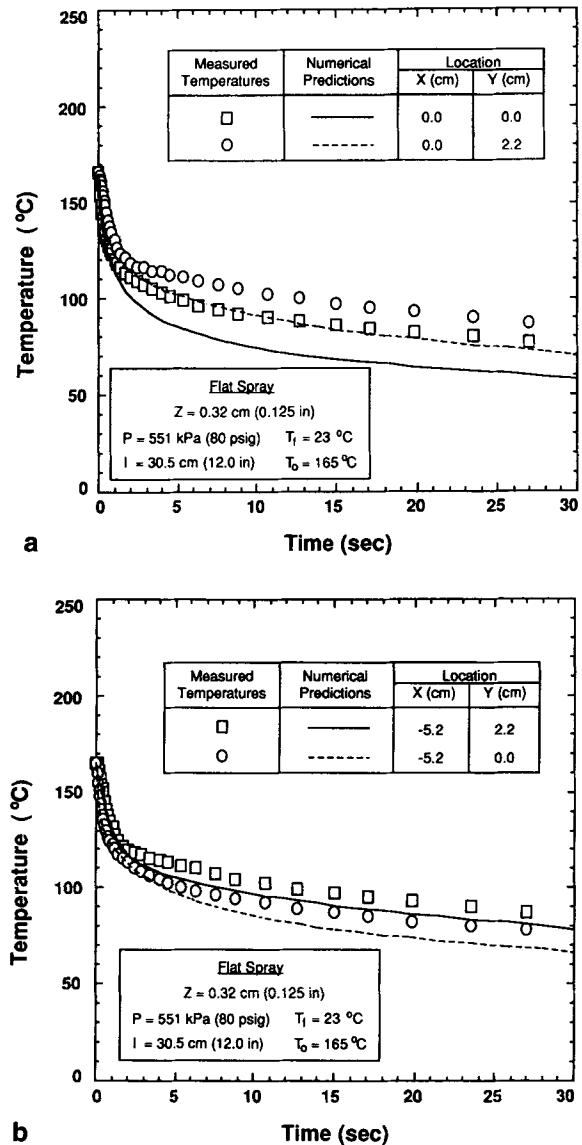 250
200
150
100
50
0
Temperature ( °C)
Measured Temperatures
Numerical Predictions
Location
X (cm)
Y (cm)
0.0
0.0
0.0
2.2
Flat Spray
Z = 0.32 cm (0.125 in)
P = 551 kPa (80 psig) Tf = 23 °C
l = 30.5 cm (12.0 in) To = 165 °C
0 5 10 15 20 25 30
a
Time (sec)
250
200
150
100
50
0
Temperature ( °C)
Measured Temperatures
Numerical Predictions
Location
X (cm)
Y (cm)
-5.2
2.2
-5.2
0.0
Flat Spray
Z = 0.32 cm (0.125 in)
P = 551 kPa (80 psig) Tf = 23 °C
l = 30.5 cm (12.0 in) To = 165 °C
0 5 10 15 20 25 30
b
Time (sec)